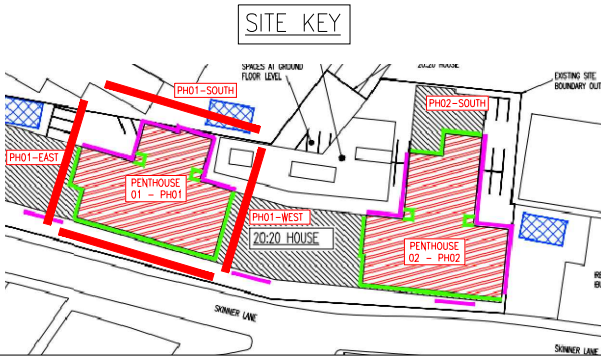 SITE KEY
SPACES AT GROUND
FLOOR LEVEL
20:20 HOUSE
EXISTING SITE
BOUNDARY OUT
PH01-SOUTH
PH02-SOUTH
PH01-EAST
PENTHOUSE
01 - PH01
PH01-WEST
20:20 HOUSE
PENTHOUSE
02 - PH02
SKINNER LANE
SKINNER LANE